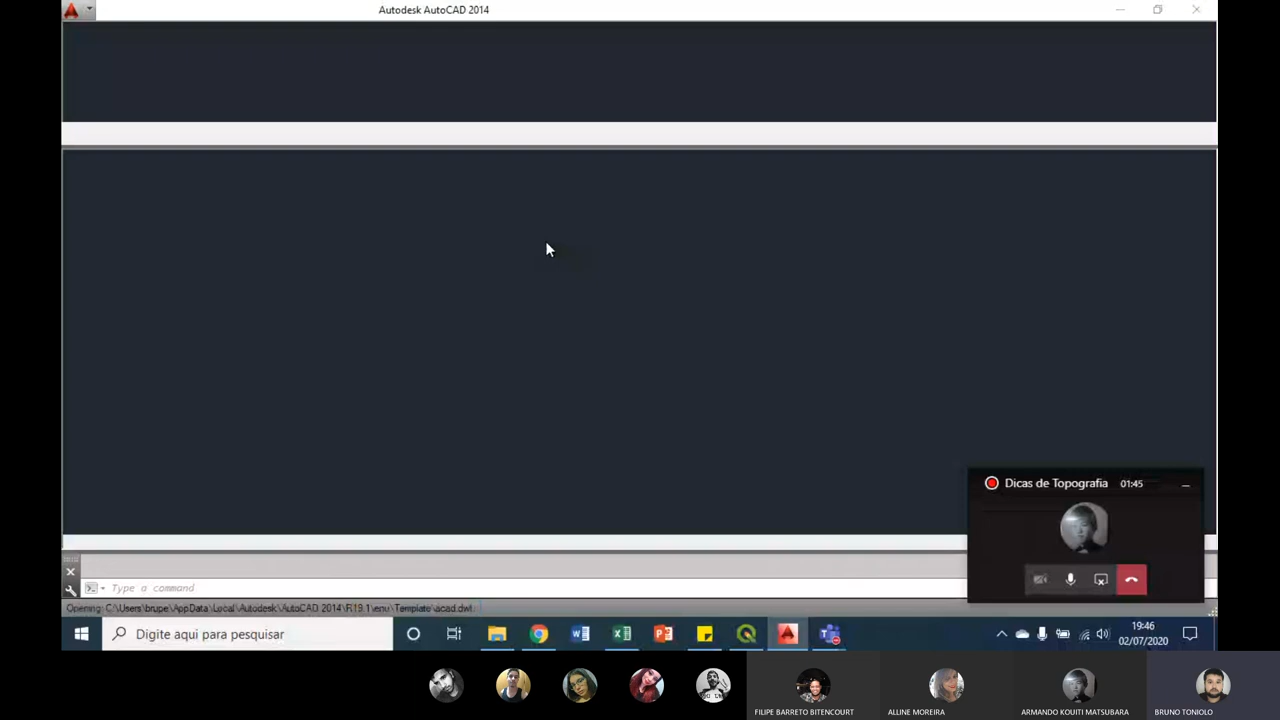 Autodesk AutoCAD 2014
Dicas de Topografia 01:45
Type a command
Opening: C:\Users\brupe\AppData\Local\Autodesk\AutoCAD 2014\R19.1\enu\Template\acad.dwt
Digite aqui para pesquisar
19:46
02/07/2020
FILIPE BARRETO BITENCOURT
ALLINE MOREIRA
ARMANDO KOUITI MATSUBARA
BRUNO TONIOLO